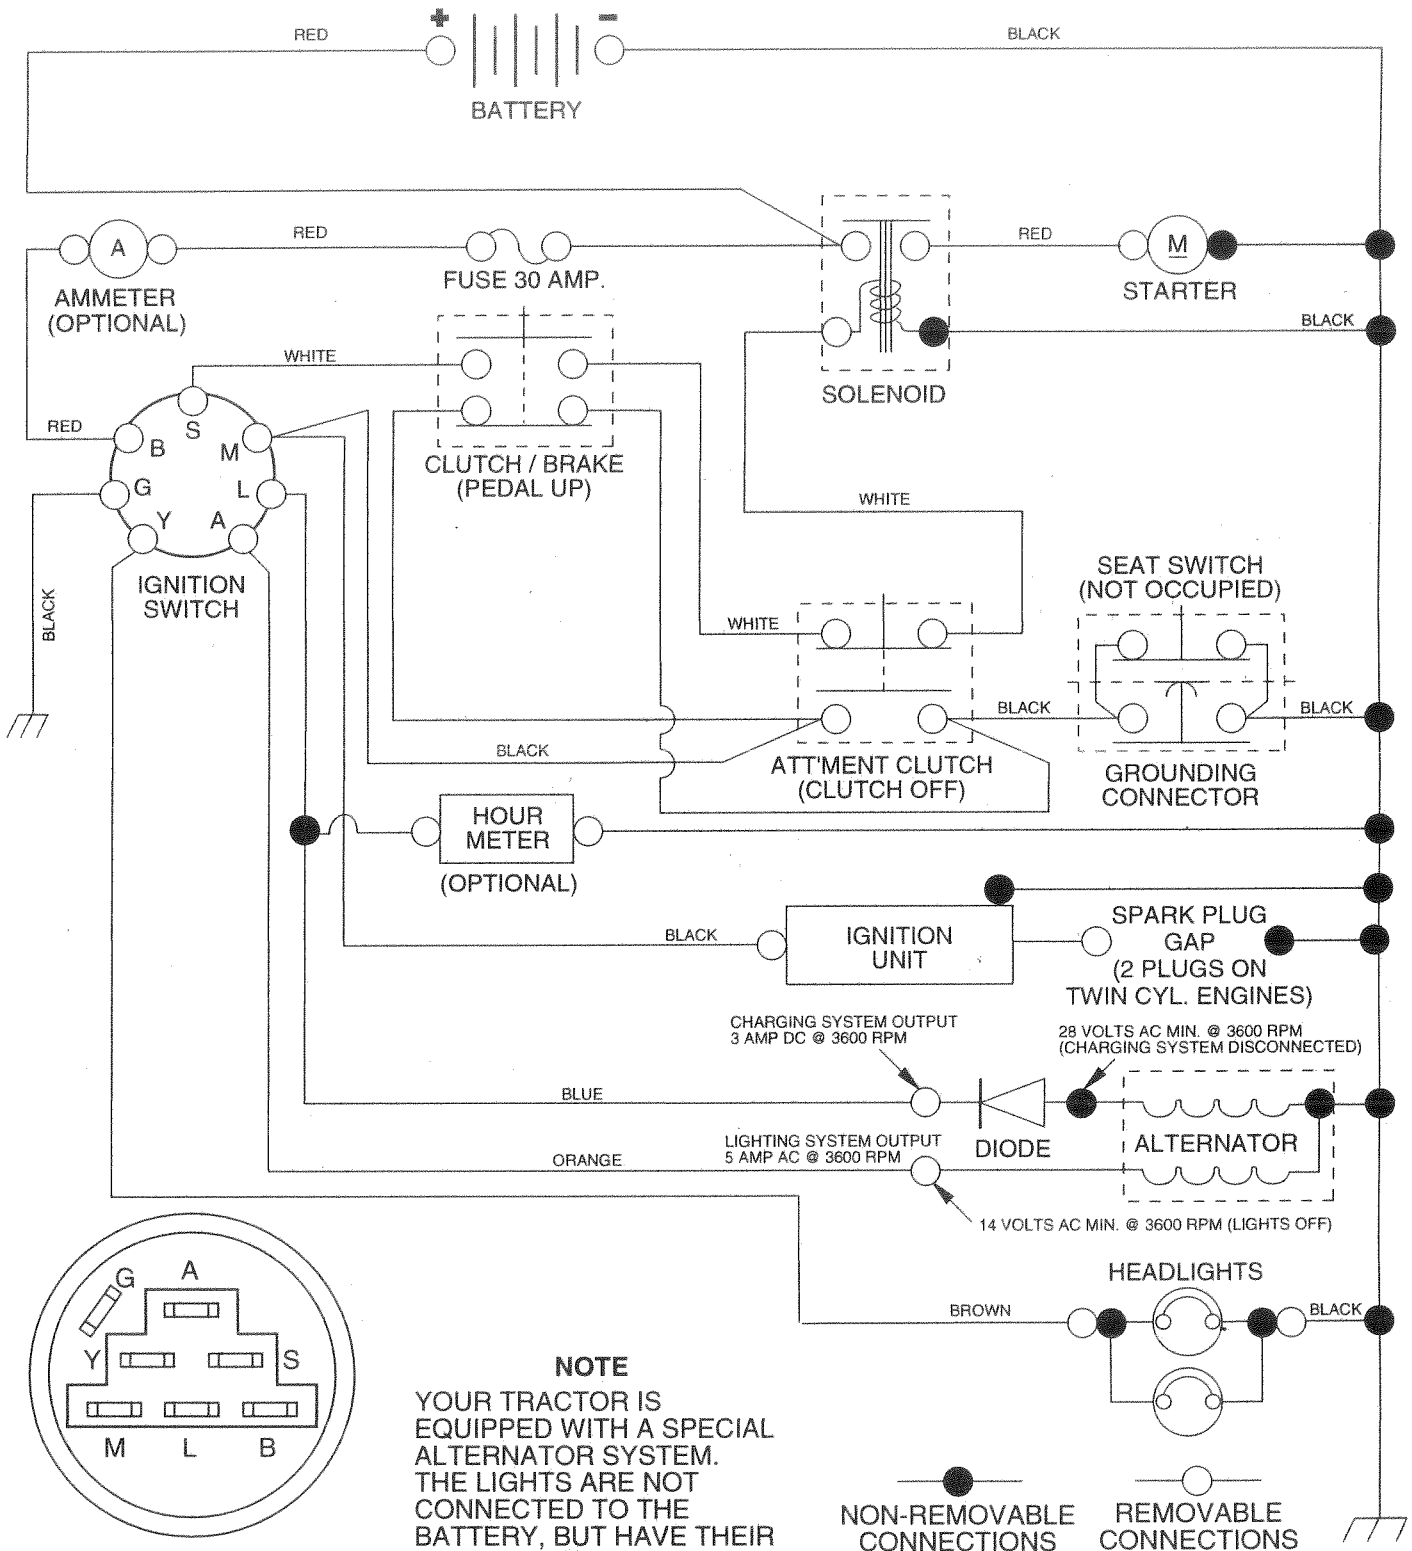 +
−
RED
BLACK
BATTERY
RED
A
AMMETER
(OPTIONAL)
FUSE 30 AMP.
RED
M
STARTER
BLACK
SOLENOID
WHITE
RED
S
B
M
G
L
Y
A
IGNITION
SWITCH
BLACK
CLUTCH / BRAKE
(PEDAL UP)
WHITE
SEAT SWITCH
(NOT OCCUPIED)
WHITE
BLACK
BLACK
BLACK
ATT'MENT CLUTCH
(CLUTCH OFF)
GROUNDING
CONNECTOR
HOUR
METER
(OPTIONAL)
BLACK
IGNITION
UNIT
SPARK PLUG
GAP
(2 PLUGS ON
TWIN CYL. ENGINES)
CHARGING SYSTEM OUTPUT
3 AMP DC @ 3600 RPM
28 VOLTS AC MIN. @ 3600 RPM
(CHARGING SYSTEM DISCONNECTED)
BLUE
DIODE
ALTERNATOR
LIGHTING SYSTEM OUTPUT
5 AMP AC @ 3600 RPM
ORANGE
14 VOLTS AC MIN. @ 3600 RPM (LIGHTS OFF)
HEADLIGHTS
BROWN
BLACK
G
A
Y
S
M
L
B
NOTE
YOUR TRACTOR IS
EQUIPPED WITH A SPECIAL
ALTERNATOR SYSTEM.
THE LIGHTS ARE NOT
CONNECTED TO THE
BATTERY, BUT HAVE THEIR
NON-REMOVABLE
CONNECTIONS
REMOVABLE
CONNECTIONS